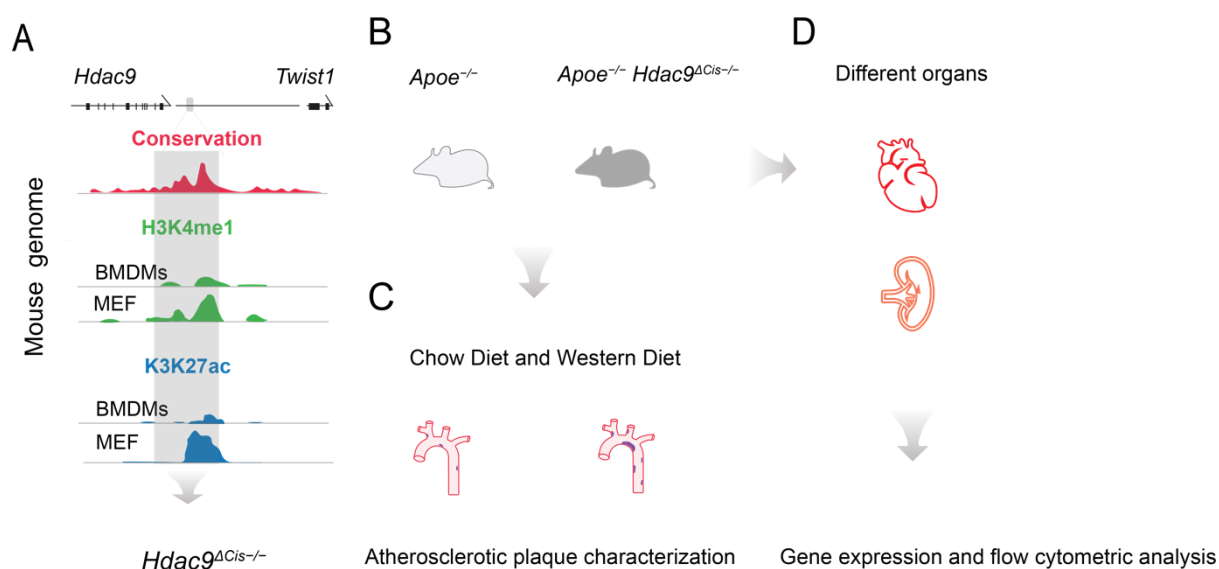 A
Hdac9
Twist1
Conservation
H3K4me1
BMDMs
MEF
K3K27ac
BMDMs
MEF
Mouse genome
Hdac9ΔCis−/−
B
Apoe−/−
Apoe−/− Hdac9ΔCis−/−
C
Chow Diet and Western Diet
Atherosclerotic plaque characterization
D
Different organs
Gene expression and flow cytometric analysis